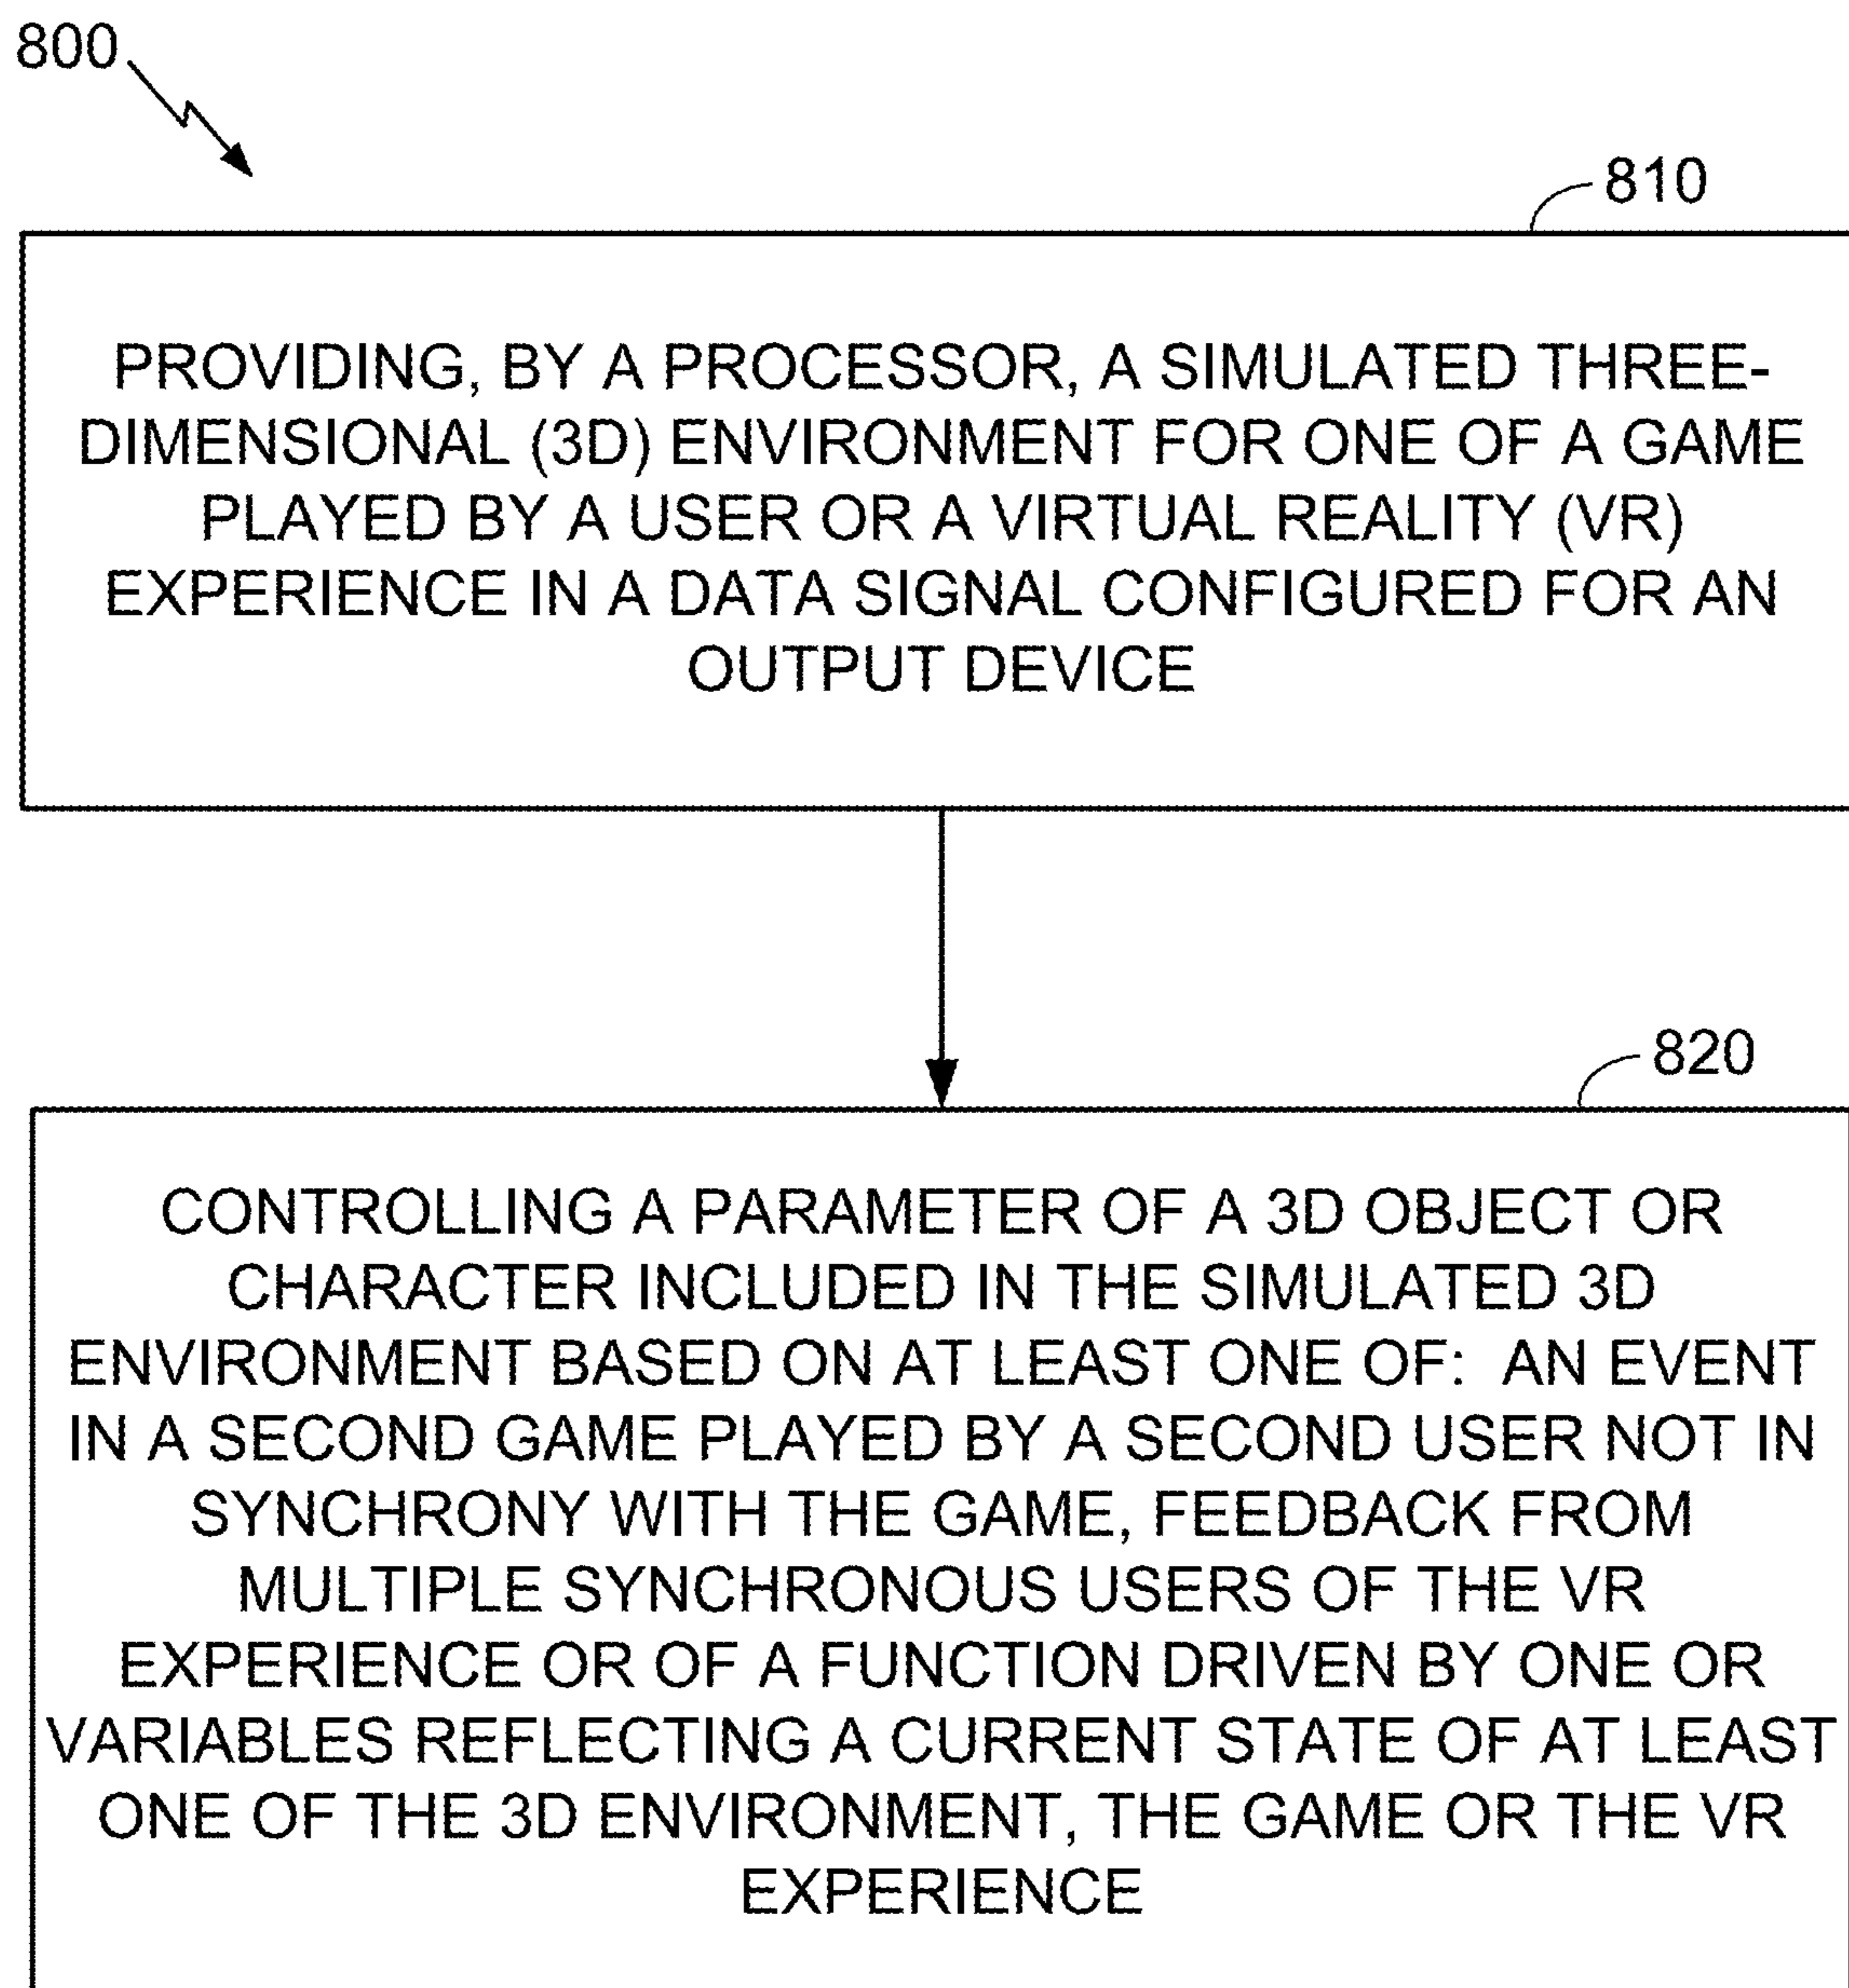 800
810
PROVIDING, BY A PROCESSOR, A SIMULATED THREE-
DIMENSIONAL (3D) ENVIRONMENT FOR ONE OF A GAME
PLAYED BY A USER OR A VIRTUAL REALITY (VR)
EXPERIENCE IN A DATA SIGNAL CONFIGURED FOR AN
OUTPUT DEVICE
820
CONTROLLING A PARAMETER OF A 3D OBJECT OR
CHARACTER INCLUDED IN THE SIMULATED 3D
ENVIRONMENT BASED ON AT LEAST ONE OF: AN EVENT
IN A SECOND GAME PLAYED BY A SECOND USER NOT IN
SYNCHRONY WITH THE GAME, FEEDBACK FROM
MULTIPLE SYNCHRONOUS USERS OF THE VR
EXPERIENCE OR OF A FUNCTION DRIVEN BY ONE OR
VARIABLES REFLECTING A CURRENT STATE OF AT LEAST
ONE OF THE 3D ENVIRONMENT, THE GAME OR THE VR
EXPERIENCE